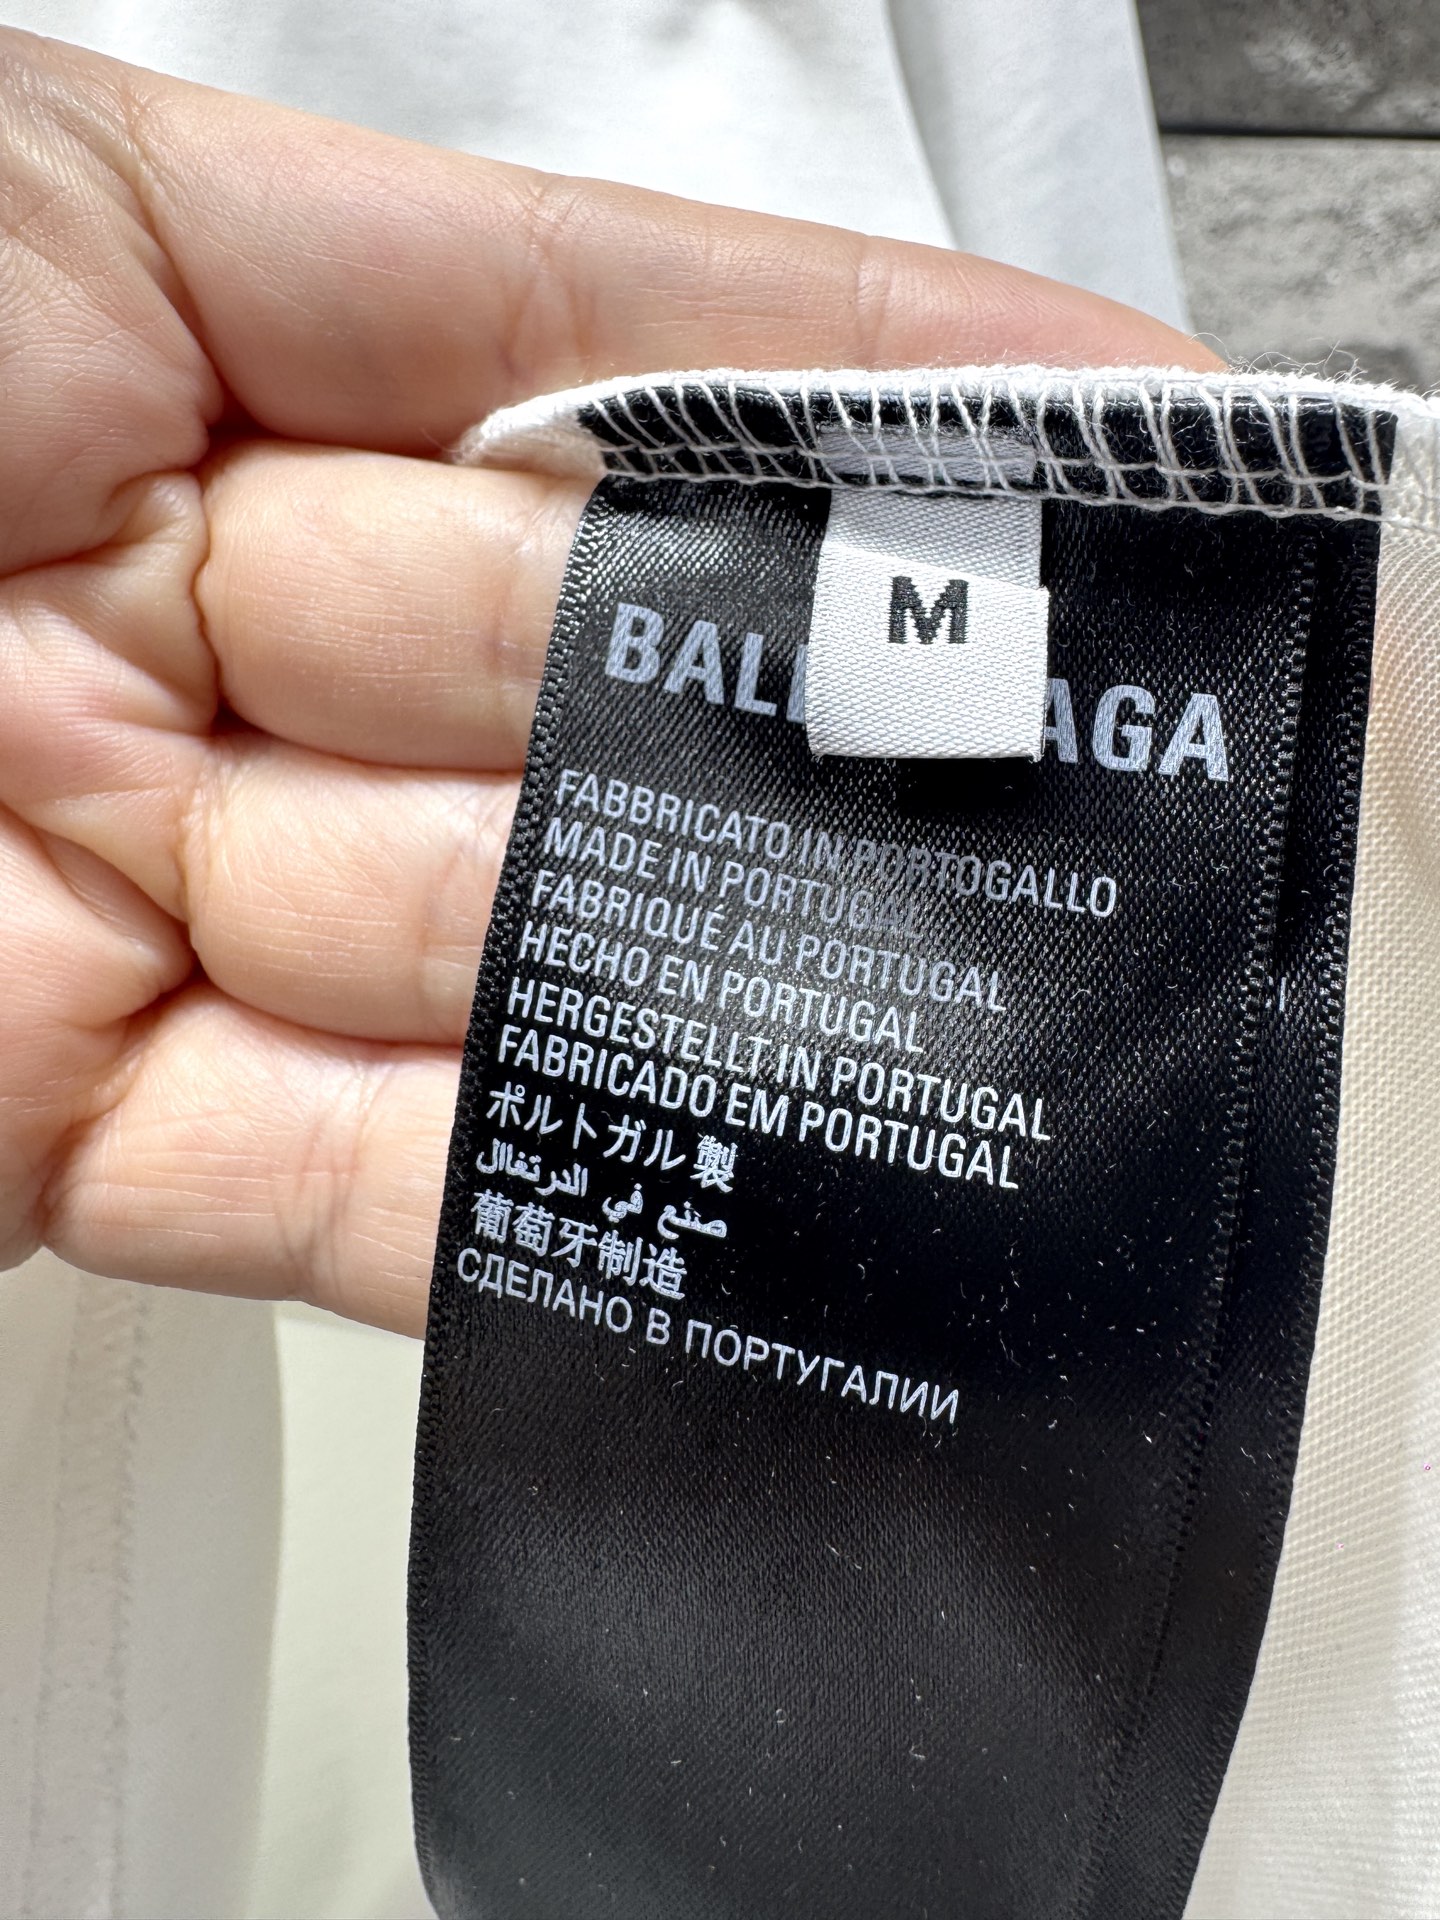 M
BAL AGA
FABBRICATO IN PORTOGALLO
MADE IN PORTUGAL
FABRIQUÉ AU PORTUGAL
HECHO EN PORTUGAL
HERGESTELLT IN PORTUGAL
FABRICADO EM PORTUGAL
ポルトガル 製
صنع في البرتغال
葡萄牙制造
СДЕЛАНО В ПОРТУГАЛИИ